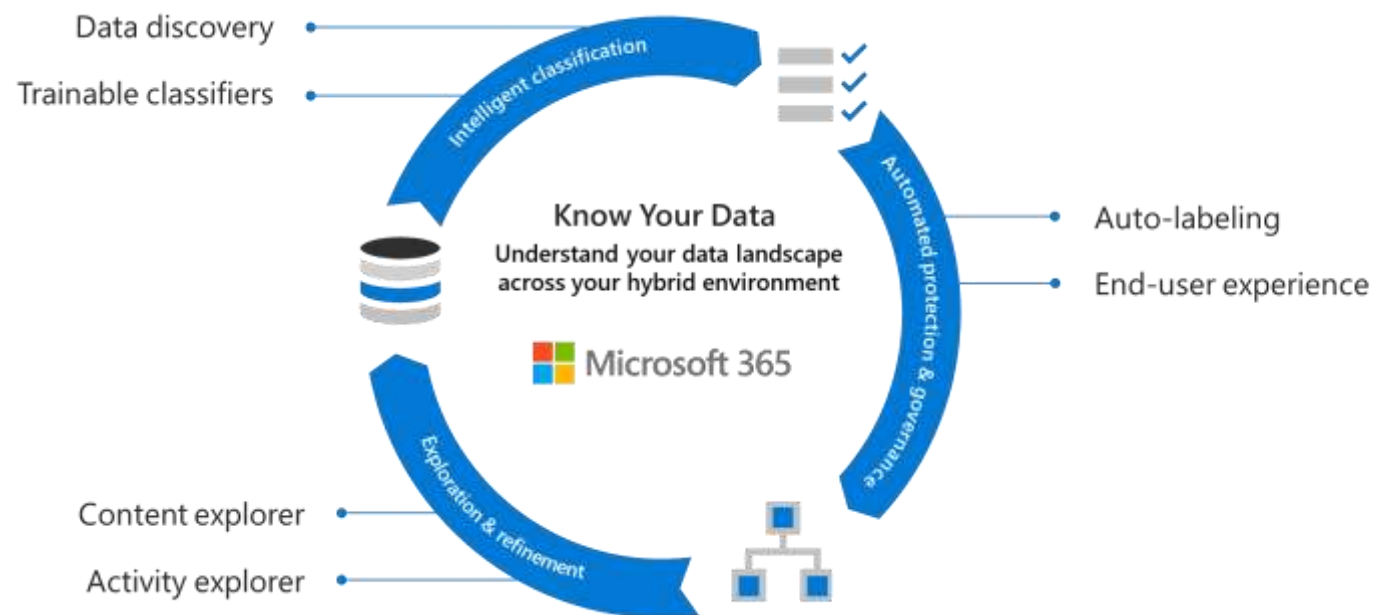 Data discovery
Trainable classifiers
Intelligent classification
Know Your Data
Understand your data landscape
across your hybrid environment
Microsoft 365
Automated protection & governance
Auto-labeling
End-user experience
Exploration & refinement
Content explorer
Activity explorer